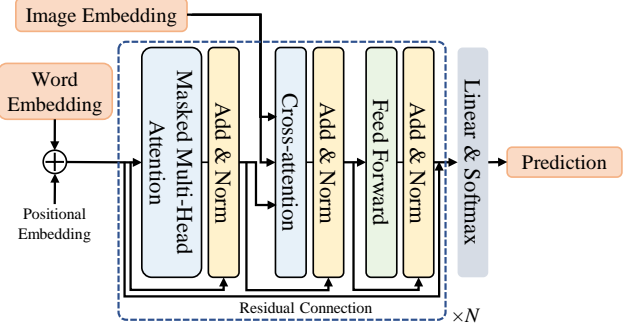 Image Embedding
Word
Embedding
Positional
Embedding
Masked Multi-Head
Attention
Add & Norm
Cross-attention
Add & Norm
Feed Forward
Add & Norm
Linear & Softmax
Prediction
Residual Connection
×N